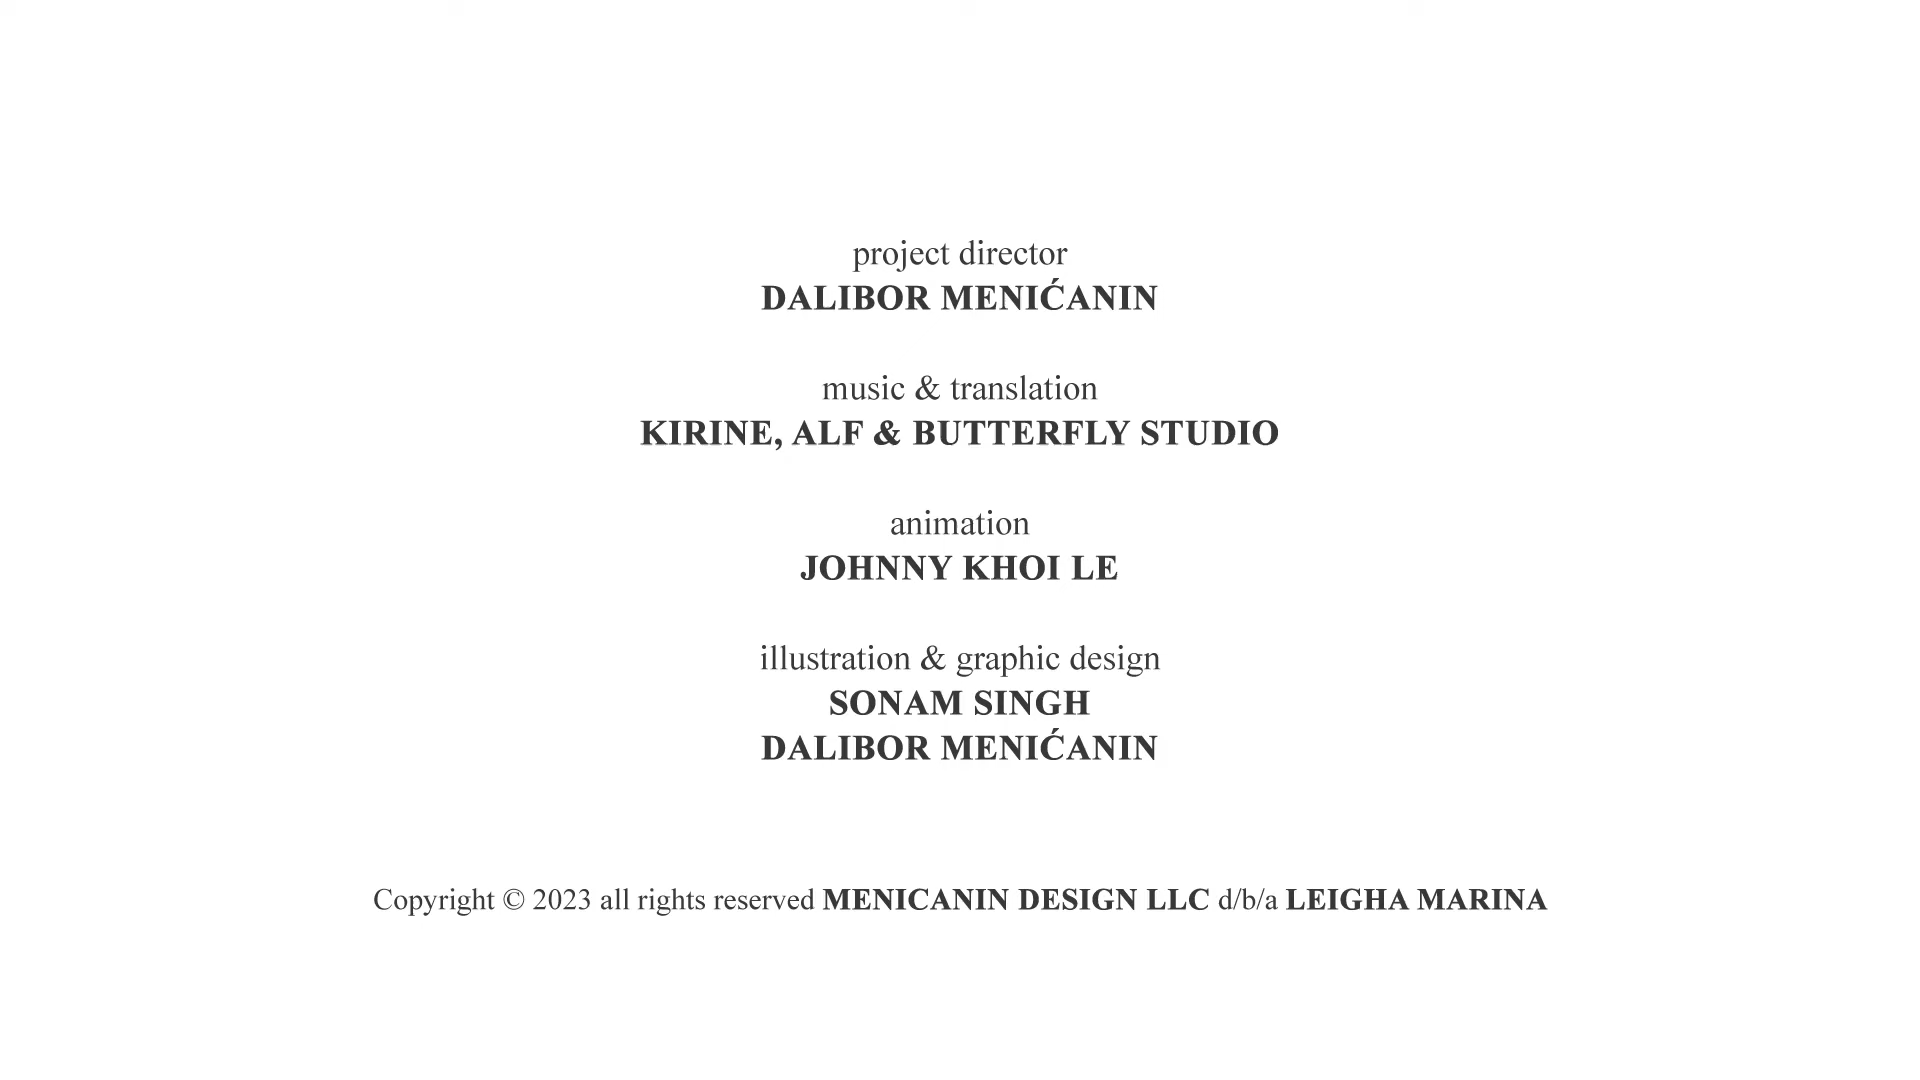 project director
DALIBOR MENIĆANIN
music & translation
KIRINE, ALF & BUTTERFLY STUDIO
animation
JOHNNY KHOI LE
illustration & graphic design
SONAM SINGH
DALIBOR MENIĆANIN
Copyright © 2023 all rights reserved MENICANIN DESIGN LLC d/b/a LEIGHA MARINA